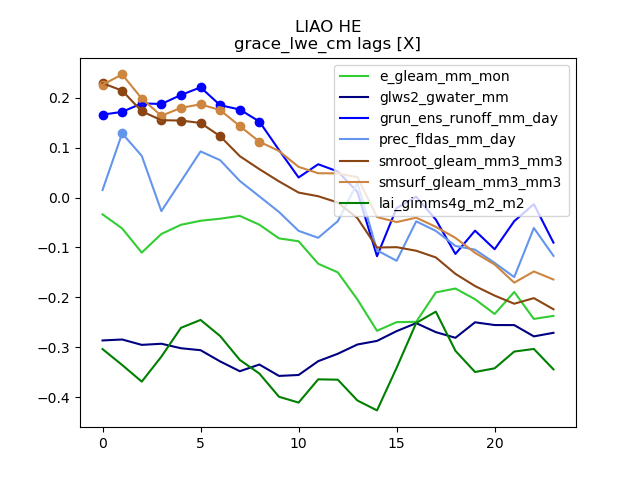 LIAO HE
grace_lwe_cm lags [X]
e_gleam_mm_mon
glws2_gwater_mm
grun_ens_runoff_mm_day
prec_fldas_mm_day
smroot_gleam_mm3_mm3
smsurf_gleam_mm3_mm3
lai_gimms4g_m2_m2
0.2
0.1
0.0
−0.1
−0.2
−0.3
−0.4
0
5
10
15
20